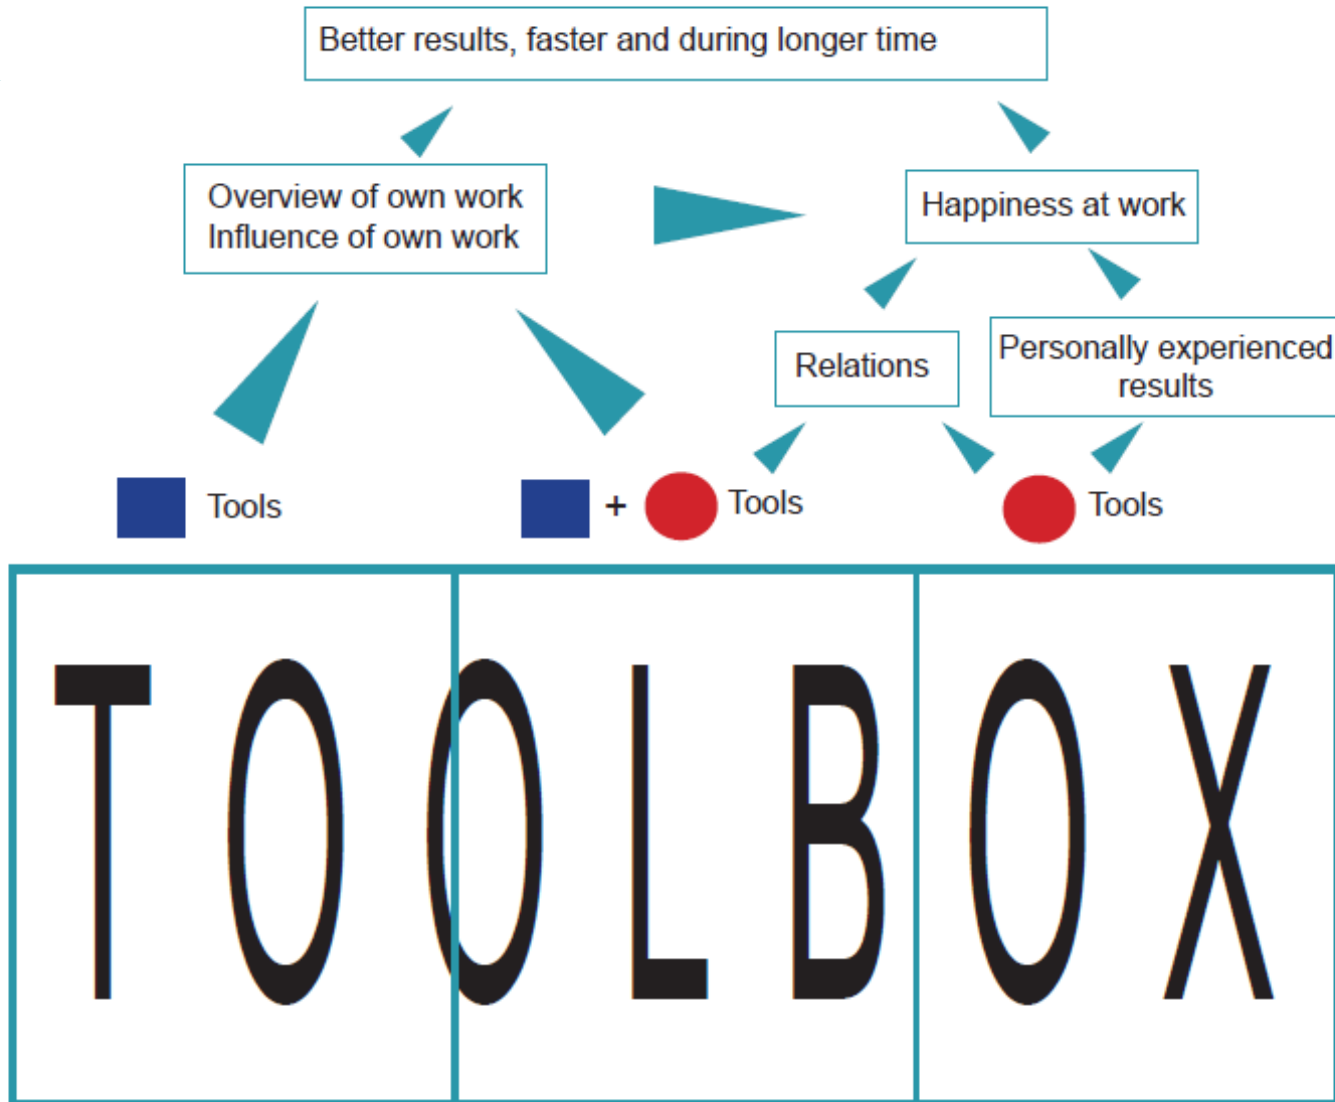 Better results, faster and during longer time
Overview of own work
Influence of own work
Happiness at work
Relations
Personally experienced
results
Tools
+
Tools
Tools
TOOLBOX